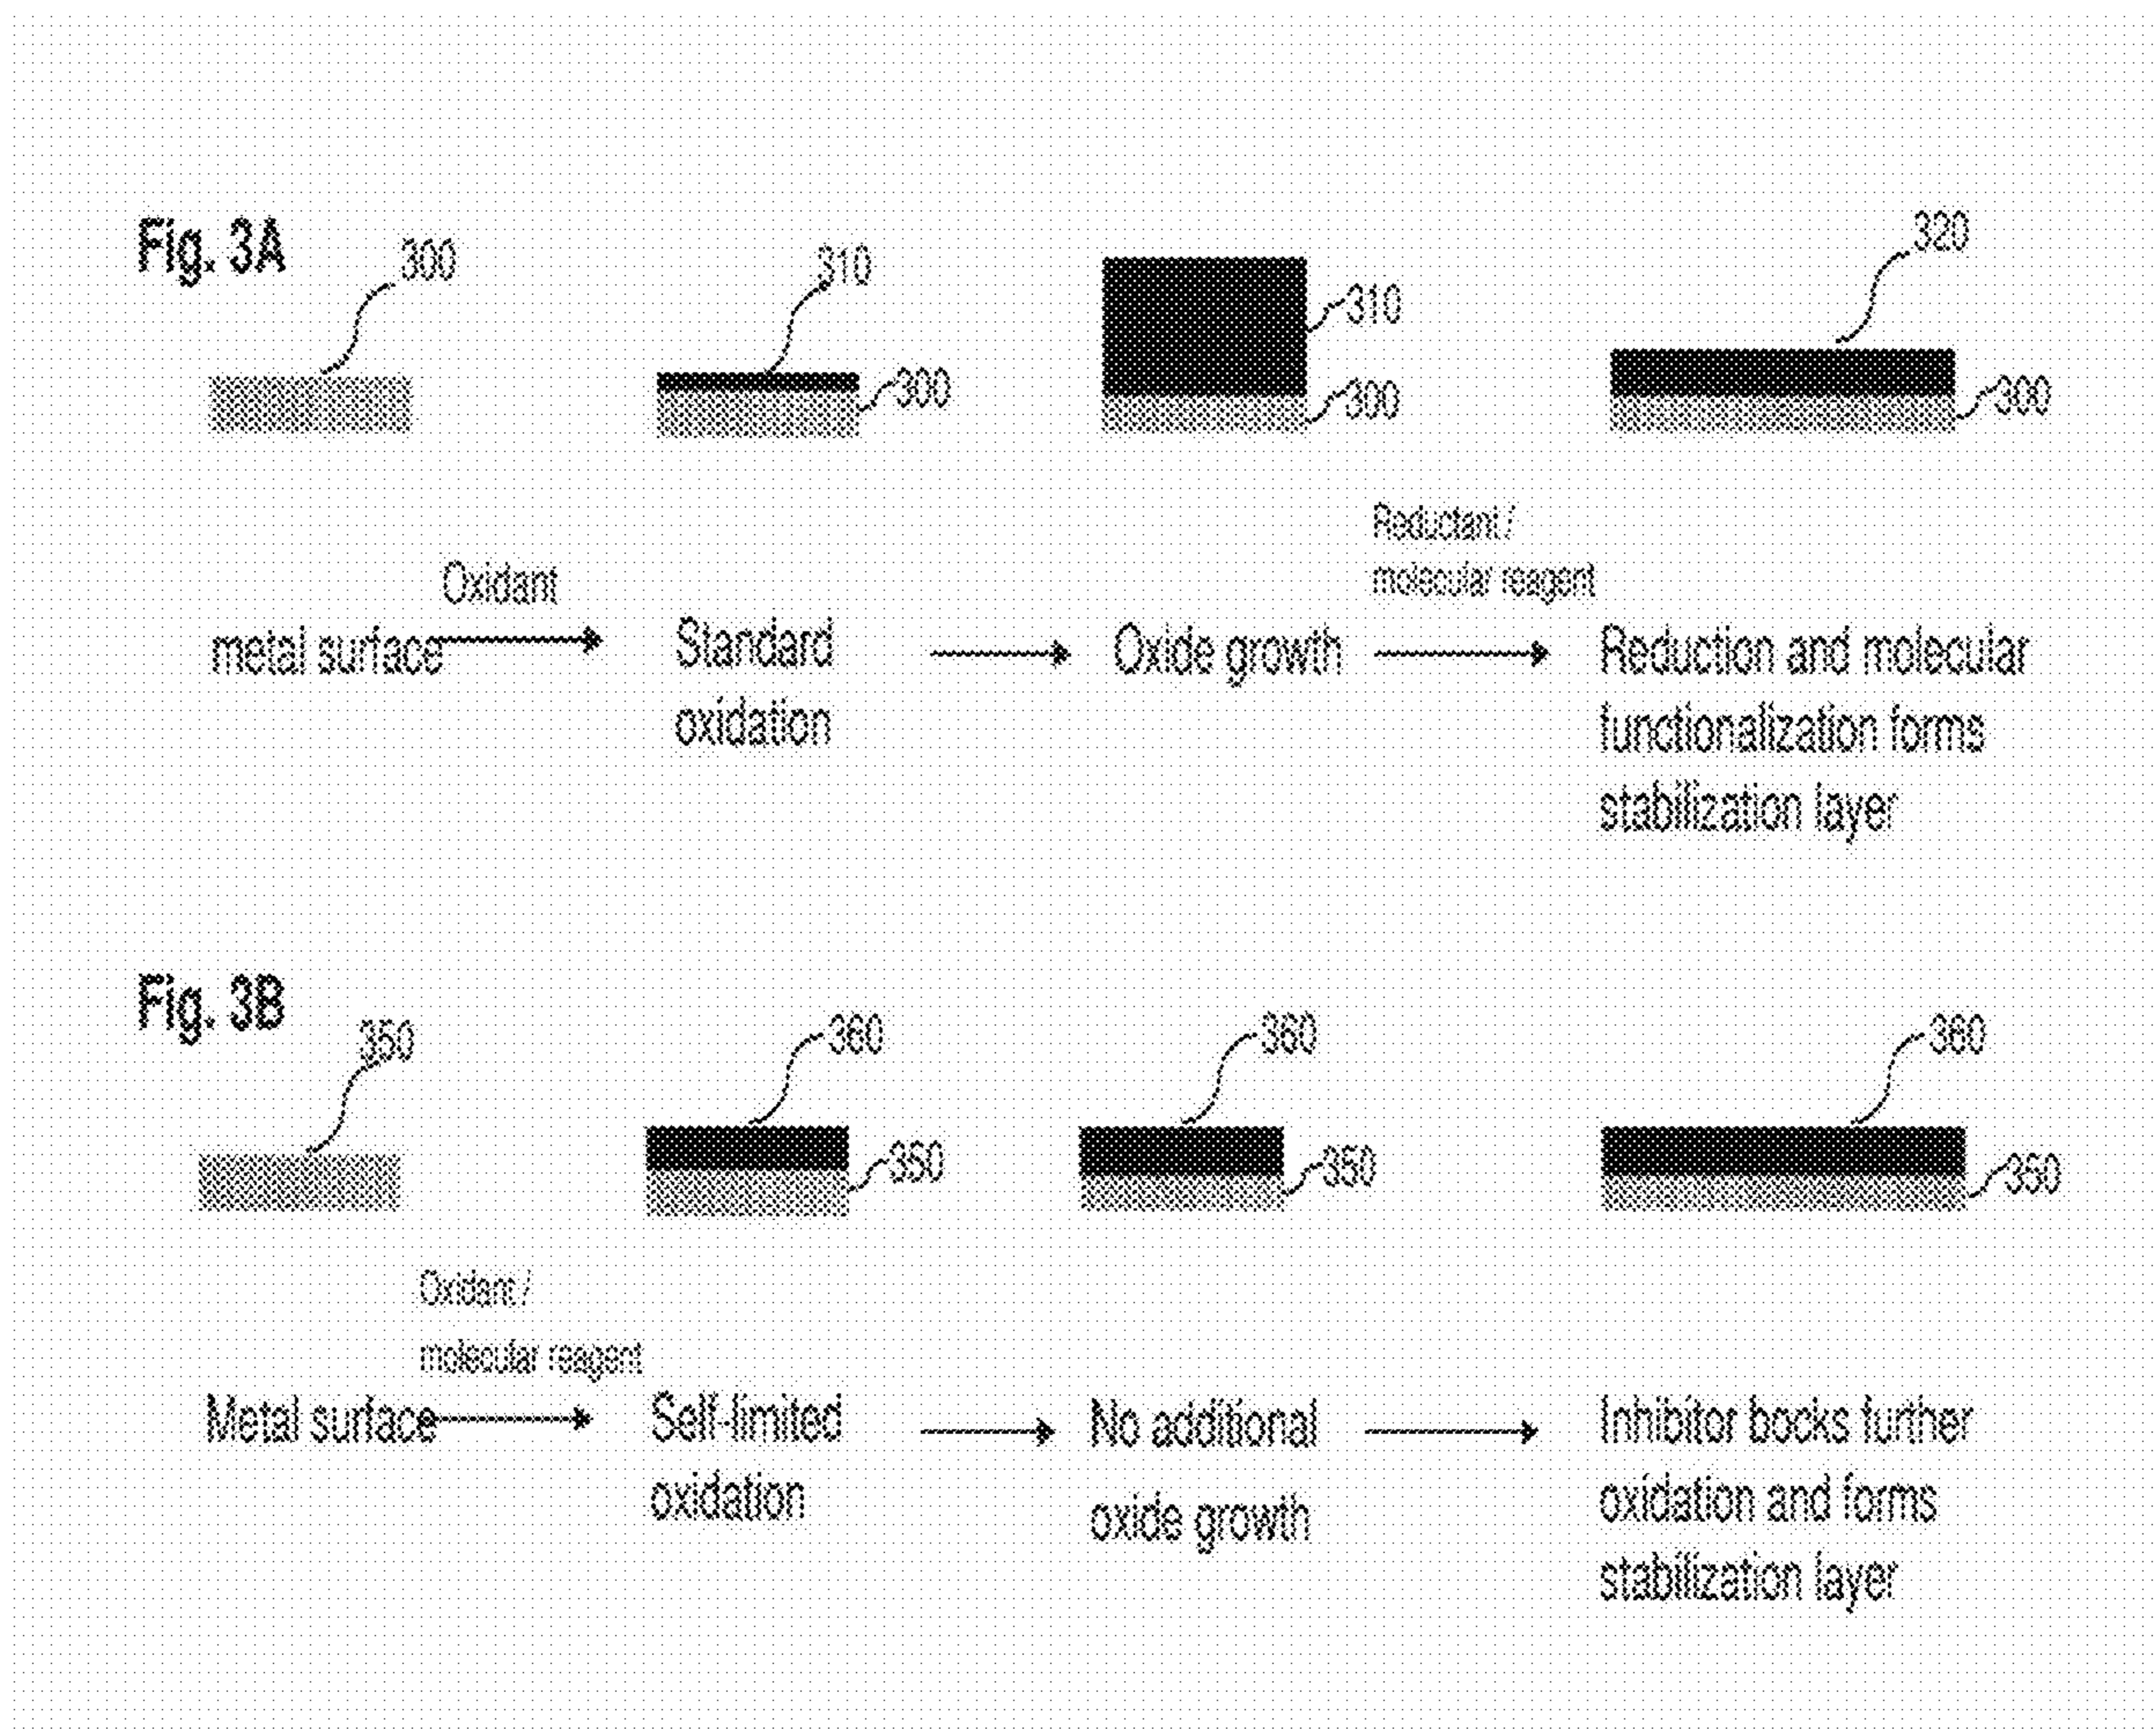 Fig. 3A
300
310
300
310
300
320
300
Oxidant
Reductant /
molecular reagent
metal surface
Standard
oxidation
Oxide growth
Reduction and molecular
functionalization forms
stabilization layer
Fig. 3B
350
360
350
360
350
360
350
Oxidant /
molecular reagent
Metal surface
Self-limited
oxidation
No additional
oxide growth
Inhibitor bocks further
oxidation and forms
stabilization layer